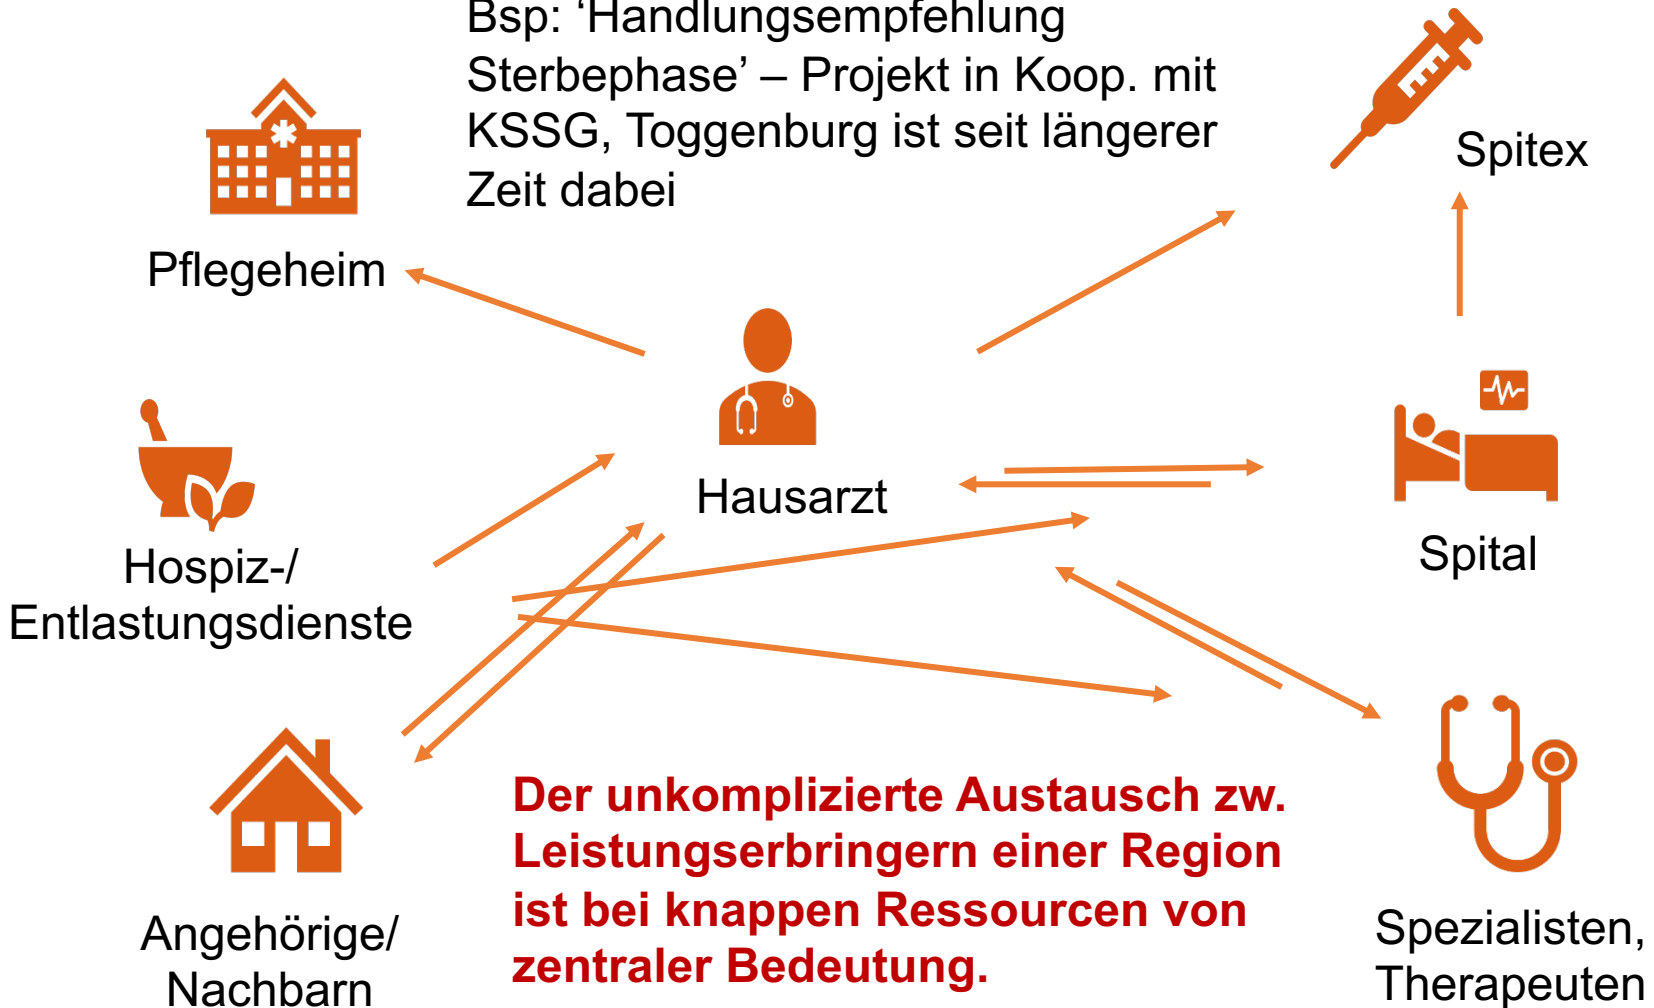 Bsp: ‘Handlungsempfehlung
Sterbephase’ – Projekt in Koop. mit
KSSG, Toggenburg ist seit längerer
Zeit dabei
Spitex
Pflegeheim
Hausarzt
Spital
Hospiz-/
Entlastungsdienste
Der unkomplizierte Austausch zw.
Leistungserbringern einer Region
ist bei knappen Ressourcen von
zentraler Bedeutung.
Angehörige/
Nachbarn
Spezialisten,
Therapeuten